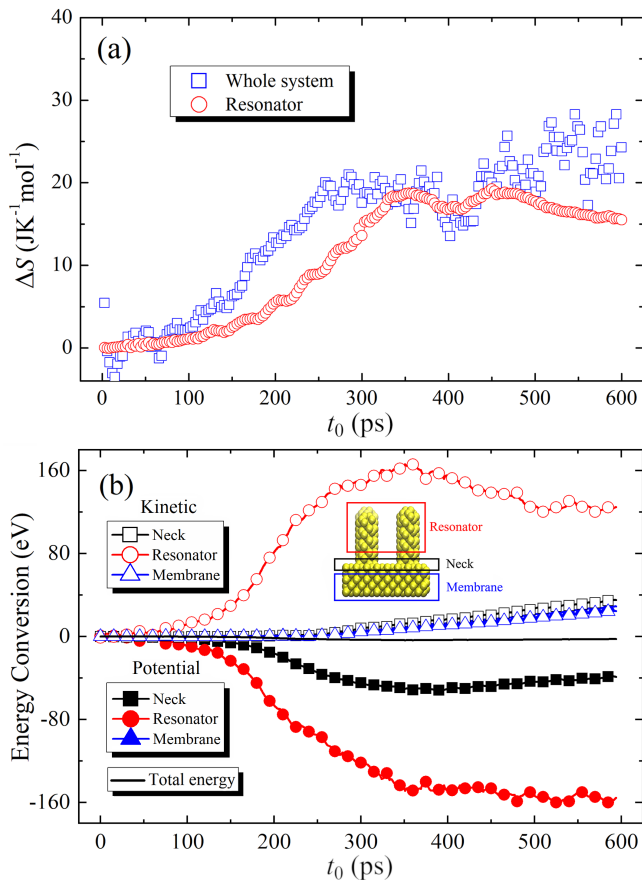 (a)
Whole system
Resonator
ΔS (JK⁻¹mol⁻¹)
40
30
20
10
0
0 100 200 300 400 500 600
t₀ (ps)
(b)
Kinetic
Neck
Resonator
Membrane
Resonator
Neck
Membrane
Potential
Neck
Resonator
Membrane
Total energy
Energy Conversion (eV)
160
80
0
-80
-160
0 100 200 300 400 500 600
t₀ (ps)